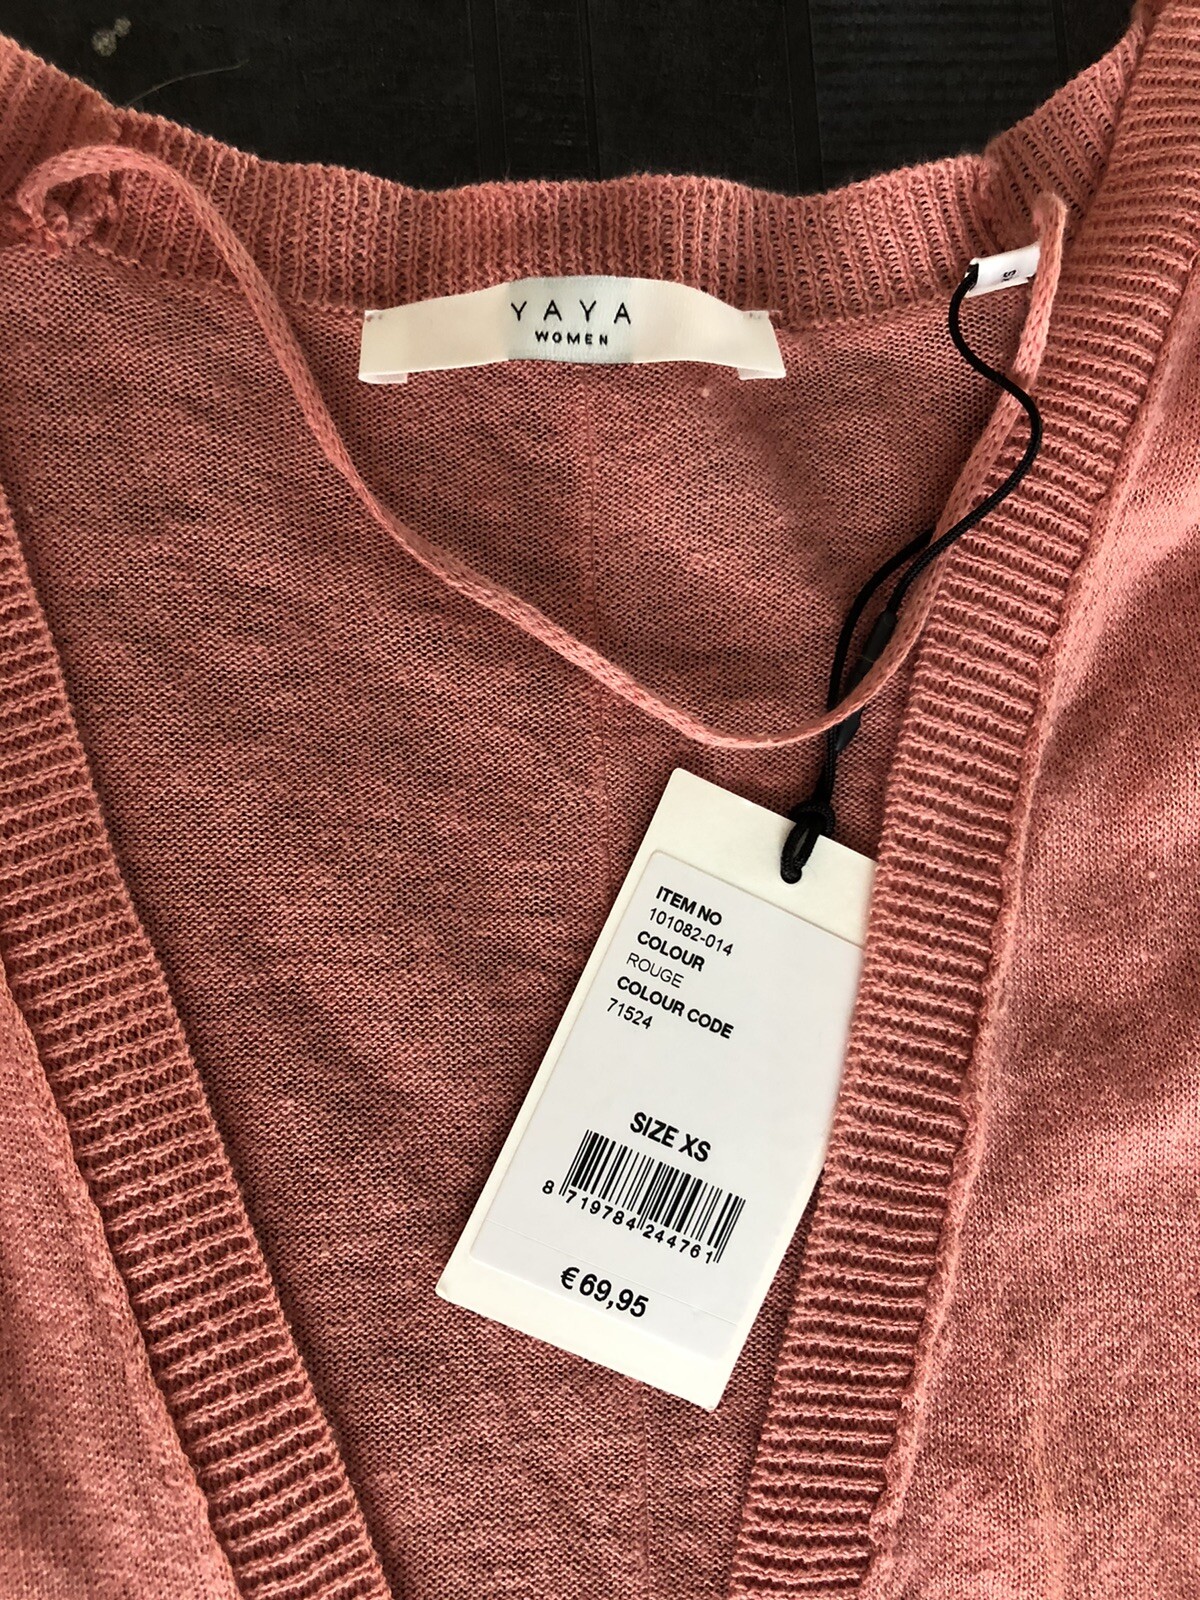 YAYA
WOMEN
ITEM NO
101082-014
COLOUR
ROUGE
COLOUR CODE
71524
SIZE XS
8 719784 244761
€ 69,95